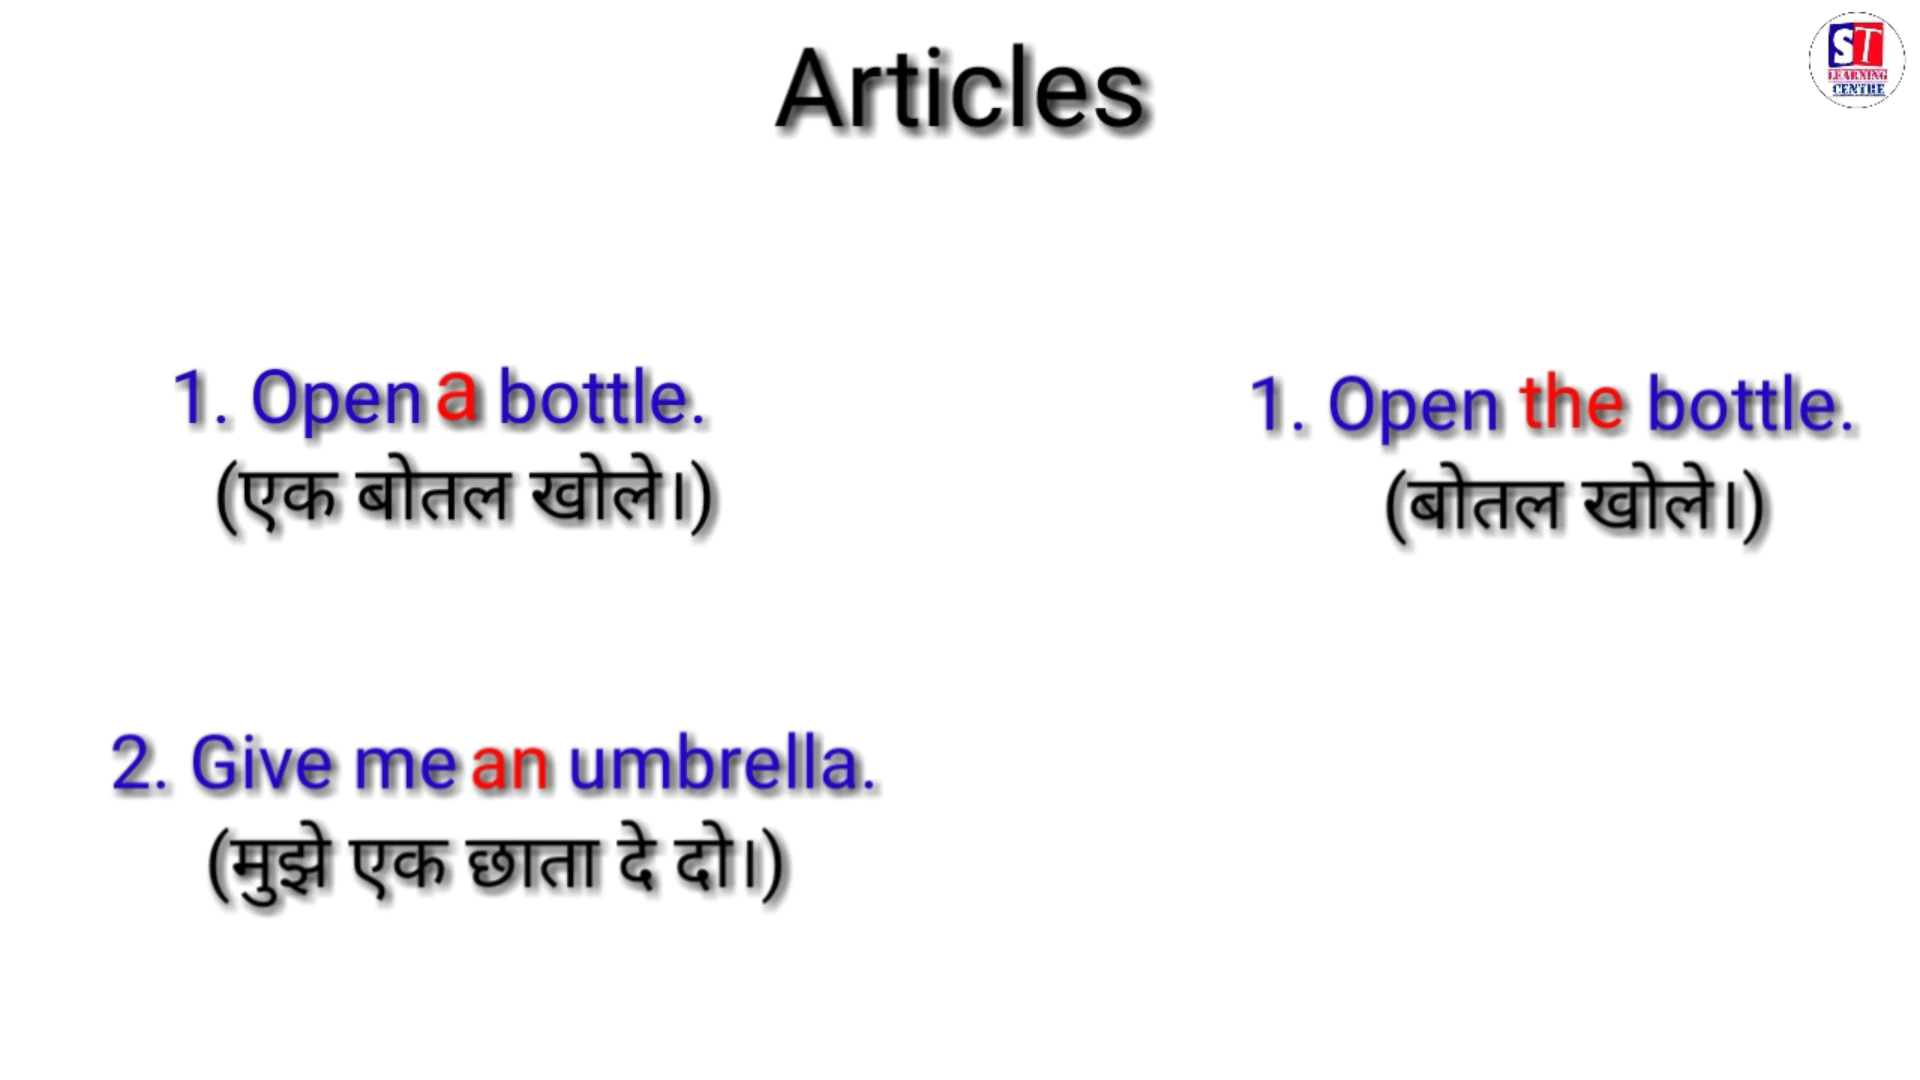 Articles
ST
LEARNING
CENTRE
1. Open a bottle.
(एक बोतल खोले।)
1. Open the bottle.
(बोतल खोले।)
2. Give me an umbrella.
(मुझे एक छाता दे दो।)